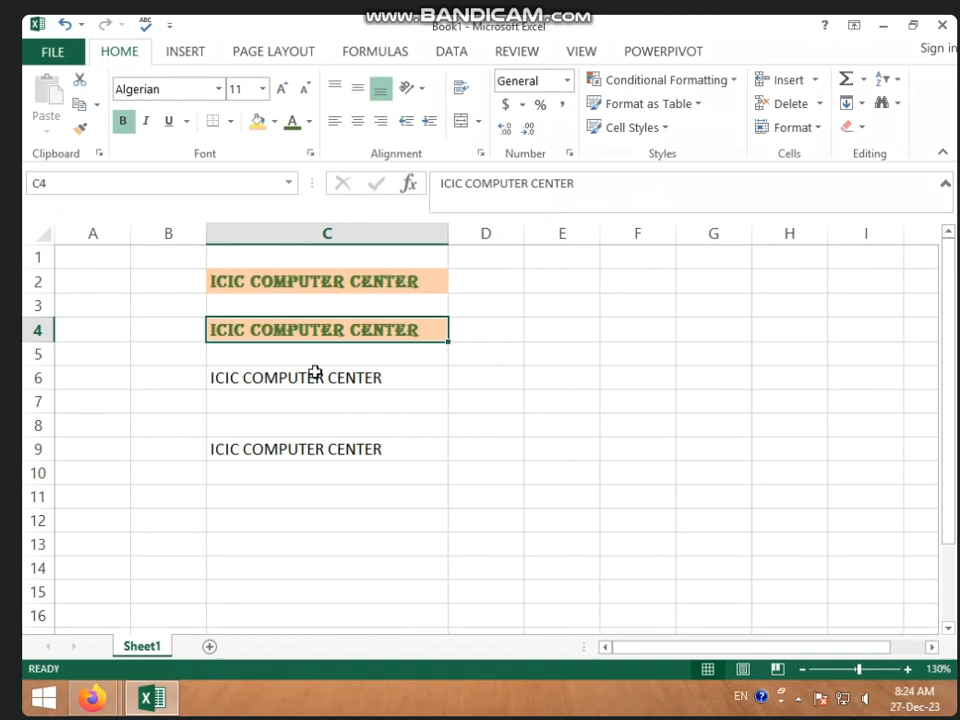 www.BANDICAM.com
Book1 - Microsoft Excel
FILE HOME INSERT PAGE LAYOUT FORMULAS DATA REVIEW VIEW POWERPIVOT Sign in
Paste
Algerian 11
General
Conditional Formatting
Format as Table
Cell Styles
Insert
Delete
Format
Clipboard Font Alignment Number Styles Cells Editing
C4 fx ICIC COMPUTER CENTER
A B C D E F G H I
1
2 ICIC COMPUTER CENTER
3
4 ICIC COMPUTER CENTER
5
6 ICIC COMPUTER CENTER
7
8
9 ICIC COMPUTER CENTER
10
11
12
13
14
15
16
Sheet1
READY 130%
EN 8:24 AM
27-Dec-23